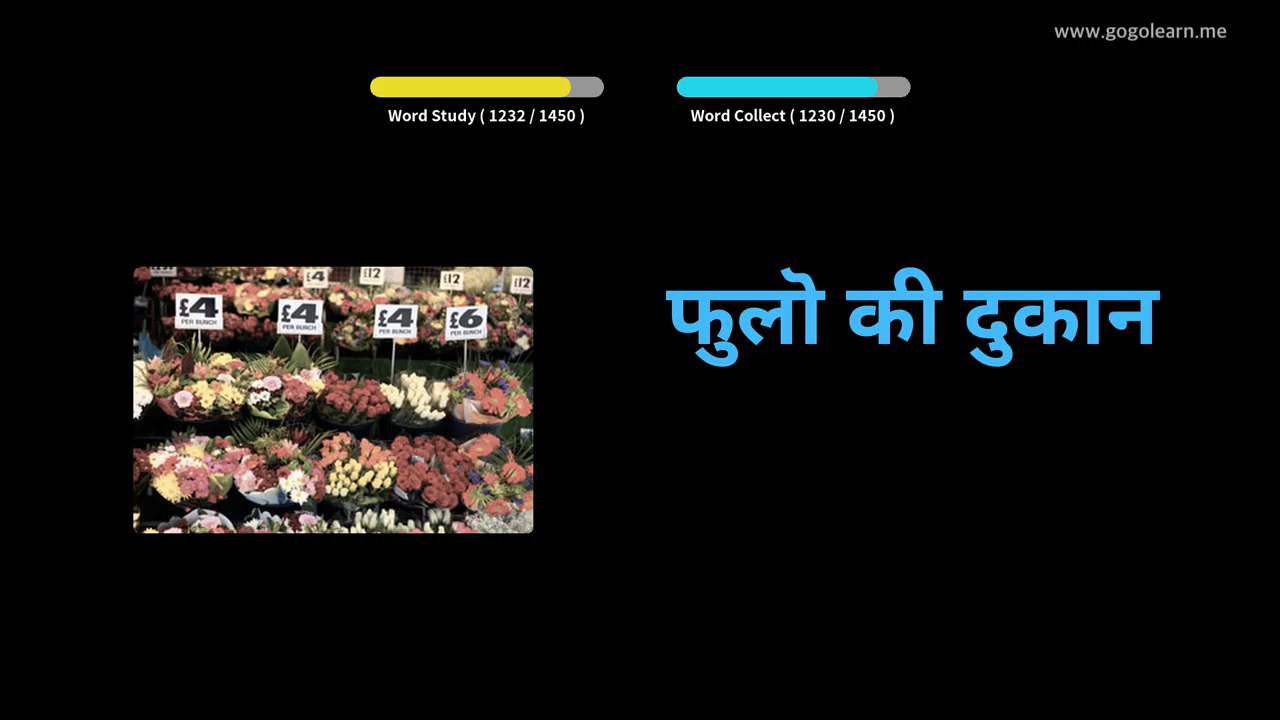 www.gogolearn.me
Word Study ( 1232 / 1450 )
Word Collect ( 1230 / 1450 )
£4
£12
£12
£12
£4
PER BUNCH
£4
PER BUNCH
£4
PER BUNCH
£6
PER BUNCH
फुलॊ की दुकान